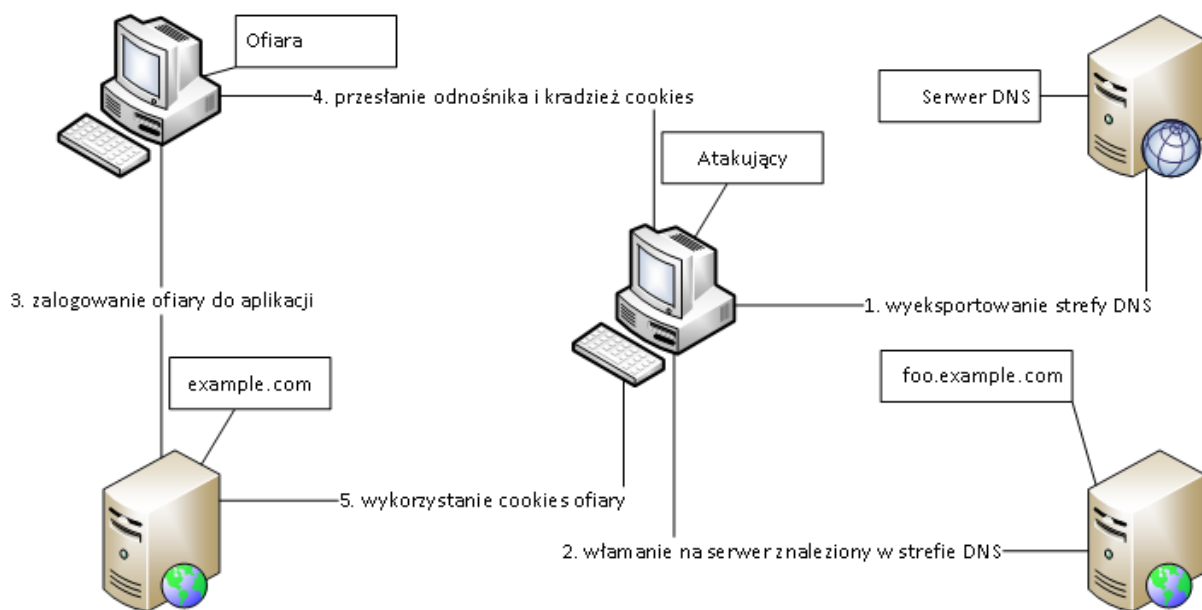 Ofiara
4. przesłanie odnośnika i kradzież cookies
Serwer DNS
Atakujący
3. zalogowanie ofiary do aplikacji
1. wyeksportowanie strefy DNS
example.com
foo.example.com
5. wykorzystanie cookies ofiary
2. włamanie na serwer znaleziony w strefie DNS